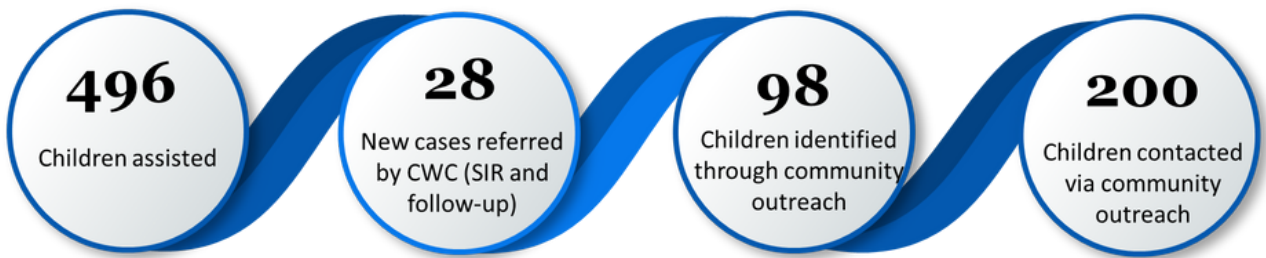 496
Children assisted
28
New cases referred
by CWC (SIR and
follow-up)
98
Children identified
through community
outreach
200
Children contacted
via community
outreach